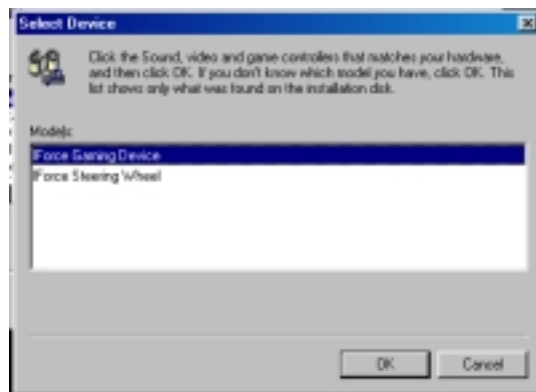 Select Device
Click the Sound, video and game controllers that matches your hardware,
and then click OK. If you don't know which model you have, click OK. This
list shows only what was found on the installation disk.
Models:
IForce Gaming Device
IForce Steering Wheel
OK
Cancel